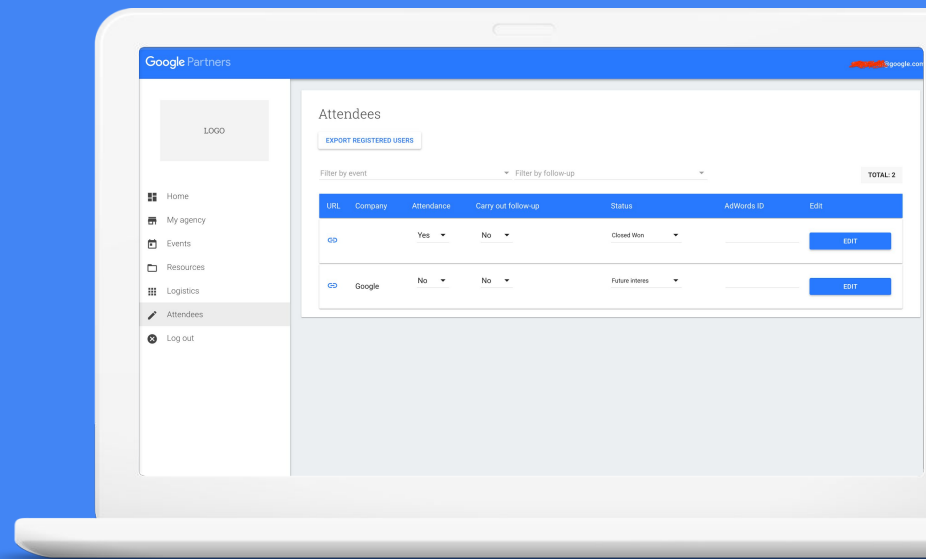 Google Partners
@google.com
LOGO
Home
My agency
Events
Resources
Logistics
Attendees
Log out
Attendees
EXPORT REGISTERED USERS
Filter by event Filter by follow-up TOTAL: 2
URL Company Attendance Carry out follow-up Status AdWords ID Edit
Yes No Closed Won EDIT
Google No No Future interes EDIT